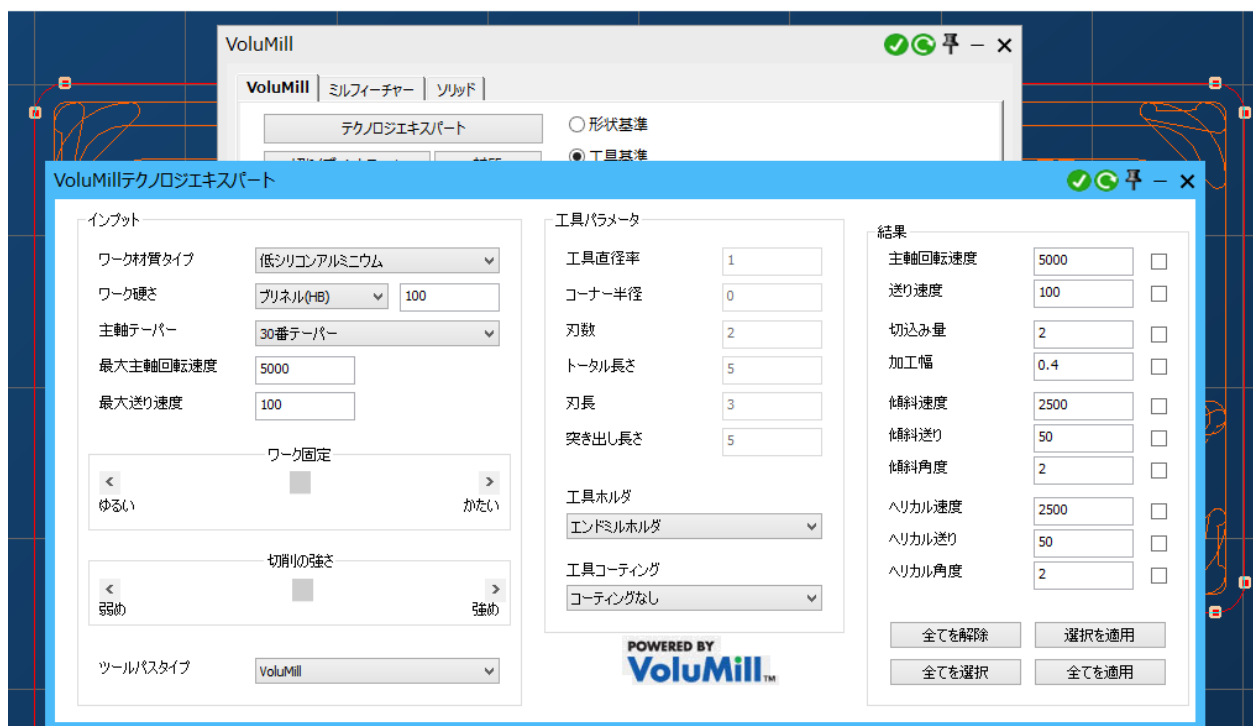 VoluMill
VoluMill ミルフィーチャー ソリッド
テクノロジエキスパート
形状基準
工具基準
VoluMillテクノロジエキスパート
インプット
ワーク材質タイプ 低シリコンアルミニウム
ワーク硬さ ブリネル(HB) 100
主軸テーパー 30番テーパー
最大主軸回転速度 5000
最大送り速度 100
ワーク固定
< >
ゆるい かたい
切削の強さ
< >
弱め 強め
ツールパスタイプ VoluMill
工具パラメータ
工具直径率 1
コーナー半径 0
刃数 2
トータル長さ 5
刃長 3
突き出し長さ 5
工具ホルダ
エンドミルホルダ
工具コーティング
コーティングなし
POWERED BY
VoluMill™
結果
主軸回転速度 5000
送り速度 100
切込み量 2
加工幅 0.4
傾斜速度 2500
傾斜送り 50
傾斜角度 2
ヘリカル速度 2500
ヘリカル送り 50
ヘリカル角度 2
全てを解除 選択を適用
全てを選択 全てを適用